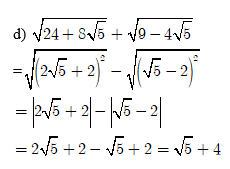 d) √(24 + 8√5) + √(9 − 4√5)
= √((2√5 + 2)²) − √((√5 − 2)²)
= |2√5 + 2| − |√5 − 2|
= 2√5 + 2 − √5 + 2 = √5 + 4